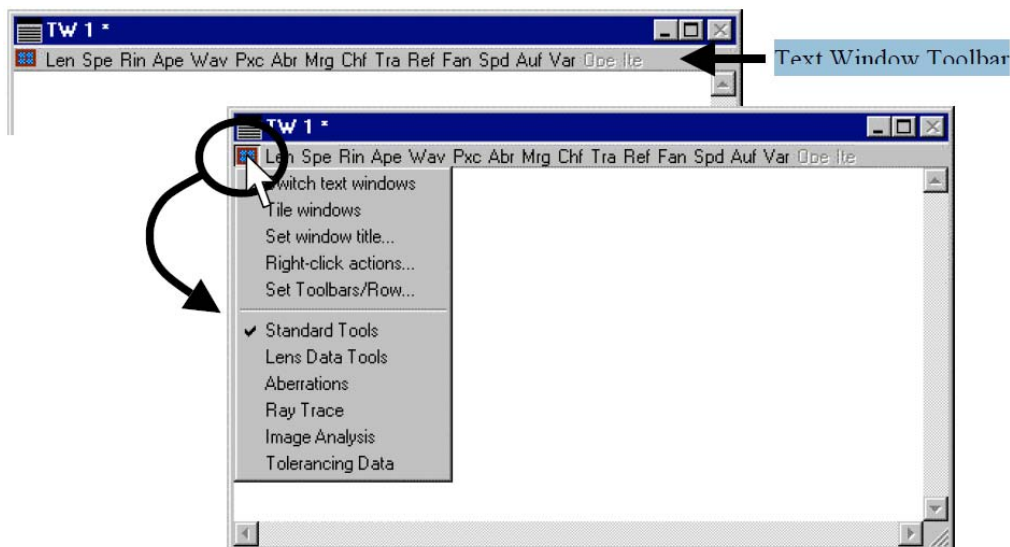 TW 1 *
Len Spe Rin Ape Wav Pxc Abr Mrg Chf Tra Ref Fan Spd Auf Var Ope Ite
Text Window Toolbar
TW 1 *
Len Spe Rin Ape Wav Pxc Abr Mrg Chf Tra Ref Fan Spd Auf Var Ope Ite
Switch text windows
Tile windows
Set window title...
Right-click actions...
Set Toolbars/Row...
Standard Tools
Lens Data Tools
Aberrations
Ray Trace
Image Analysis
Tolerancing Data